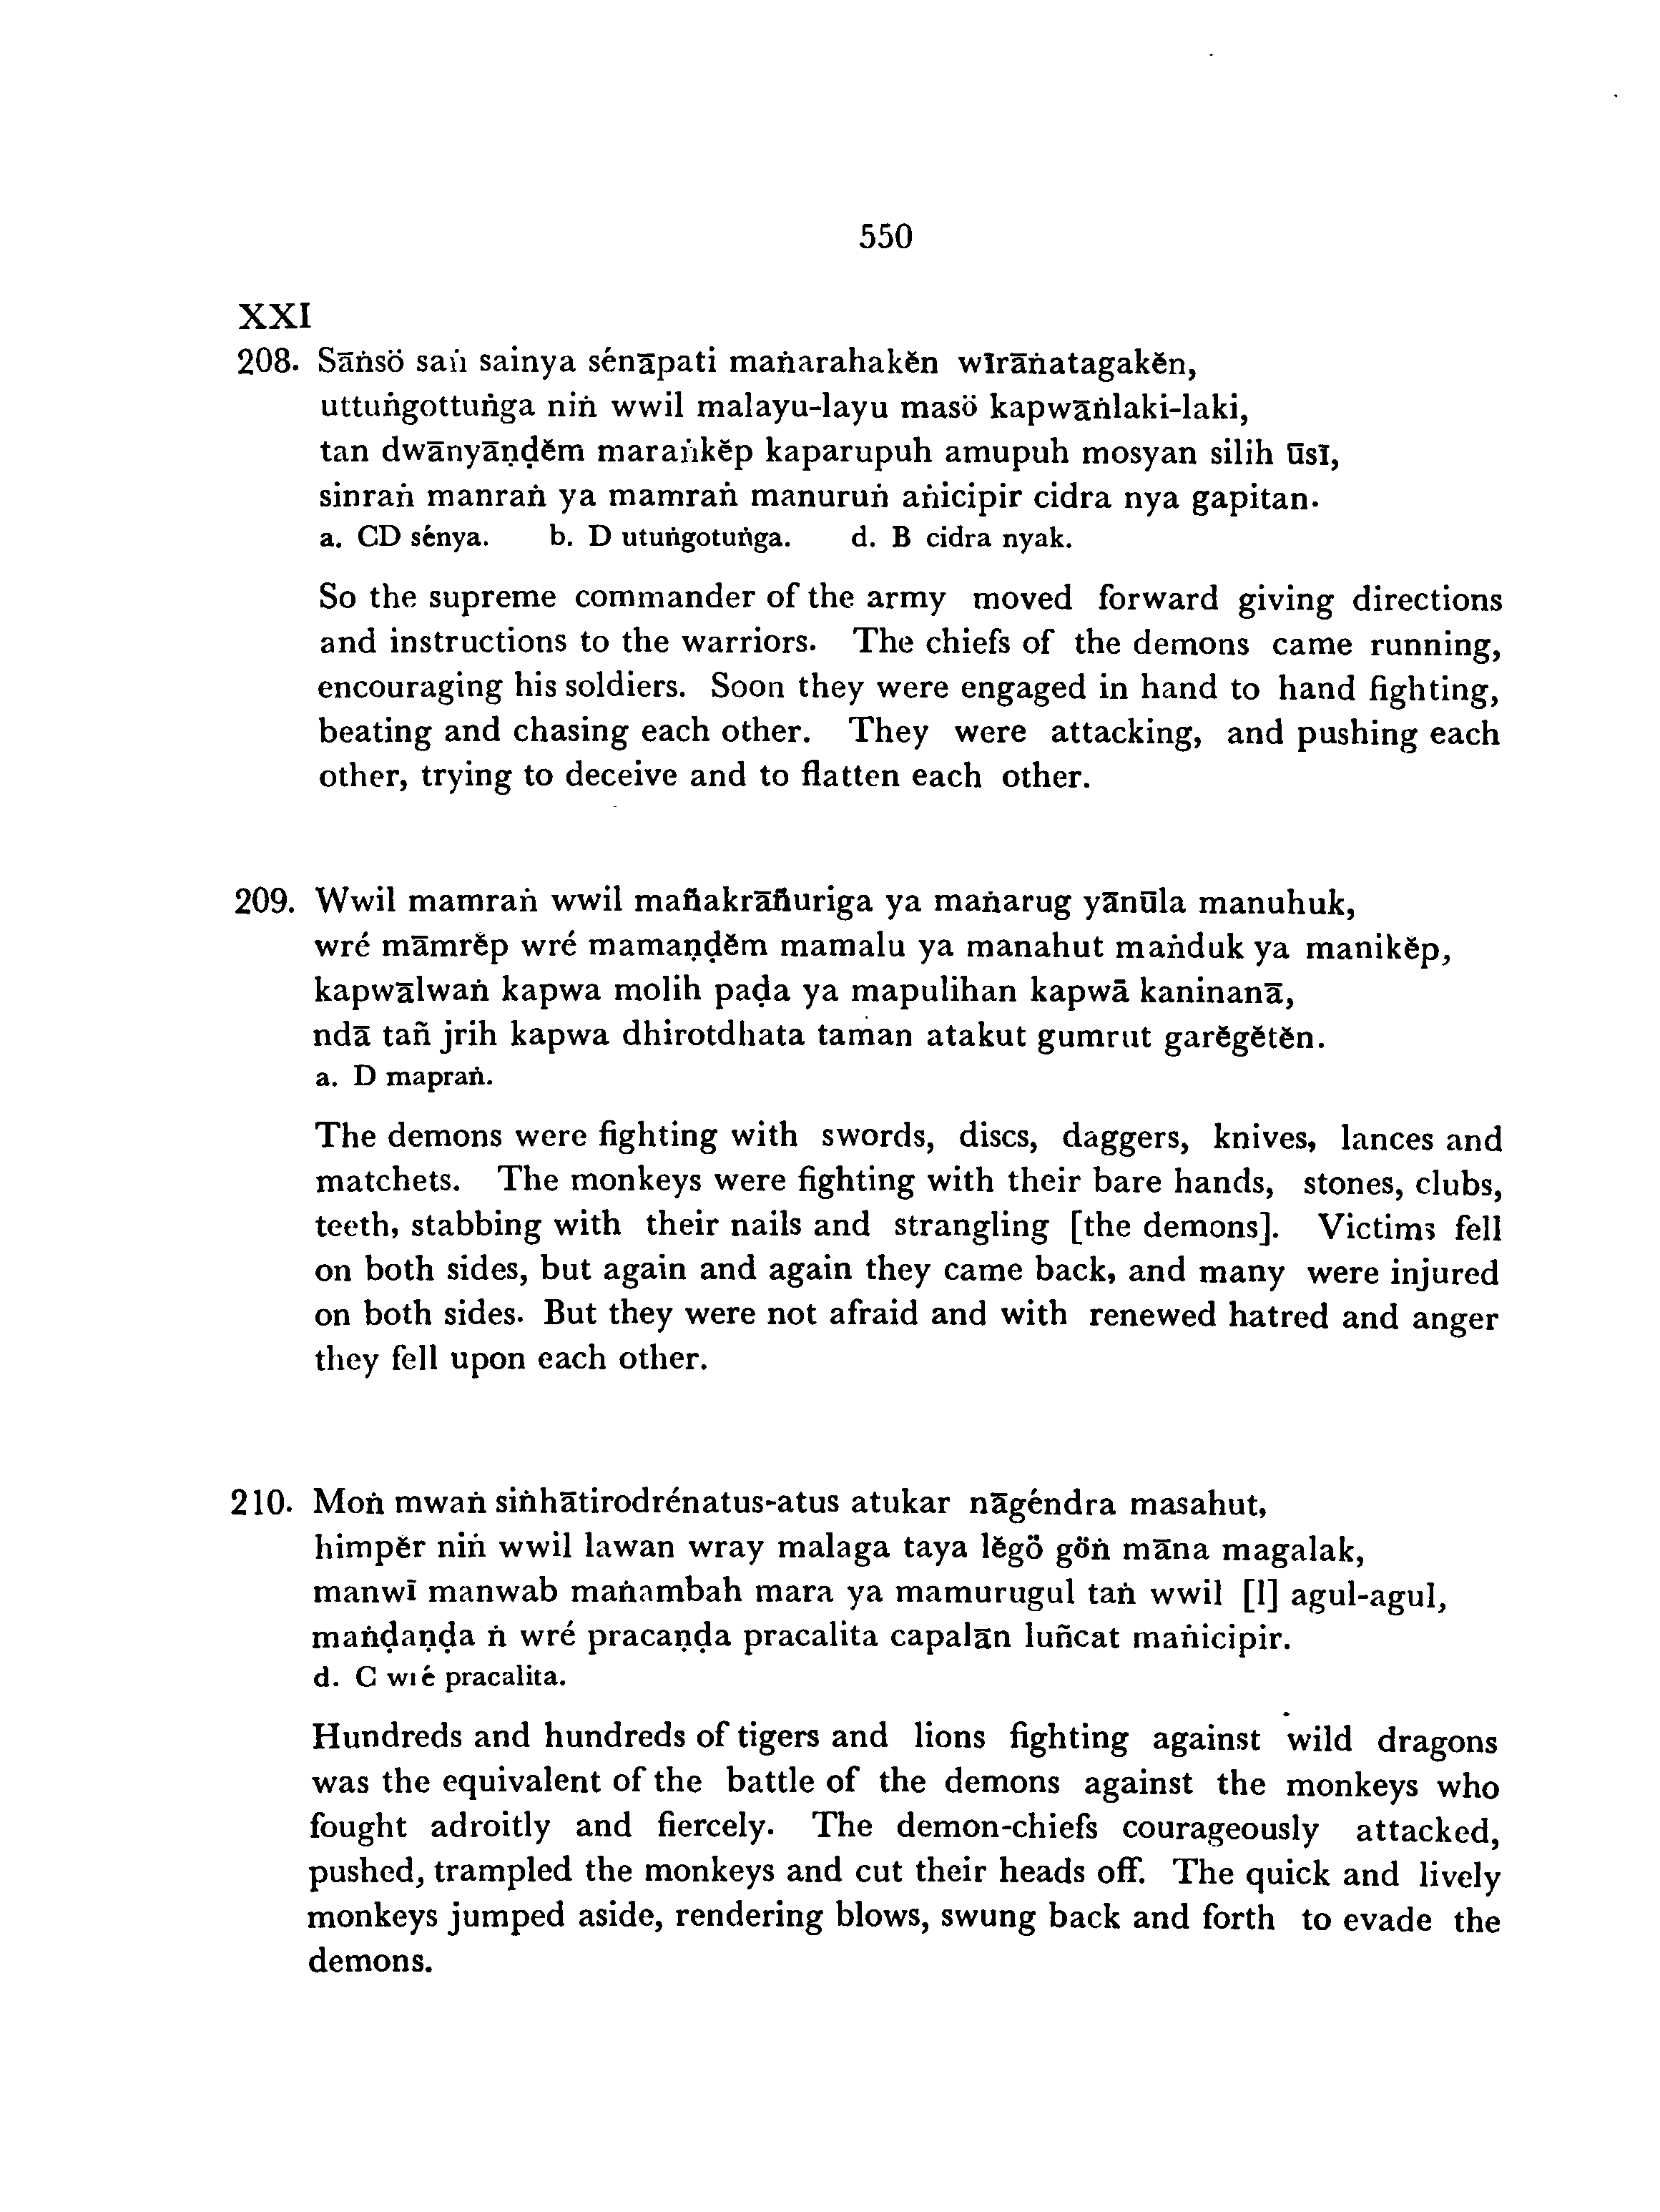 550
XXI
208. Sāṅsö saṅ sainya sénāpati maṅarahakĕn wīrāṅatagakĕn,
uttuṅgottuṅga niṅ wwil malayu-layu masö kapwāṅlaki-laki,
tan dwānyāṇḍĕm maraṅkĕp kaparupuh amupuh mosyan silih ūsī,
sinraṅ manraṅ ya mamraṅ manuruṅ aṅicipir cidra nya gapitan.
a. CD sénya. b. D utuṅgotuṅga. d. B cidra nyak.
So the supreme commander of the army moved forward giving directions
and instructions to the warriors. The chiefs of the demons came running,
encouraging his soldiers. Soon they were engaged in hand to hand fighting,
beating and chasing each other. They were attacking, and pushing each
other, trying to deceive and to flatten each other.
209. Wwil mamraṅ wwil mañakrāñuriga ya maṅarug yānūla manuhuk,
wré māmrĕp wré mamaṇḍĕm mamalu ya manahut maṅduk ya manikĕp,
kapwālwaṅ kapwa molih paḍa ya mapulihan kapwā kaninanā,
ndā tañ jrih kapwa dhirotdhata taman atakut gumrut garĕgĕtĕn.
a. D mapraṅ.
The demons were fighting with swords, discs, daggers, knives, lances and
matchets. The monkeys were fighting with their bare hands, stones, clubs,
teeth, stabbing with their nails and strangling [the demons]. Victims fell
on both sides, but again and again they came back, and many were injured
on both sides. But they were not afraid and with renewed hatred and anger
they fell upon each other.
210. Moṅ mwaṅ siṅhātirodrénatus-atus atukar nāgéndra masahut,
himpĕr niṅ wwil lawan wray malaga taya lĕgö göṅ māna magalak,
manwī manwab maṅambah mara ya mamurugul taṅ wwil [l] agul-agul,
maṅḍaṇḍa ṅ wré pracaṇḍa pracalita capalān luñcat maṅicipir.
d. C wré pracalita.
Hundreds and hundreds of tigers and lions fighting against wild dragons
was the equivalent of the battle of the demons against the monkeys who
fought adroitly and fiercely. The demon-chiefs courageously attacked,
pushed, trampled the monkeys and cut their heads off. The quick and lively
monkeys jumped aside, rendering blows, swung back and forth to evade the
demons.